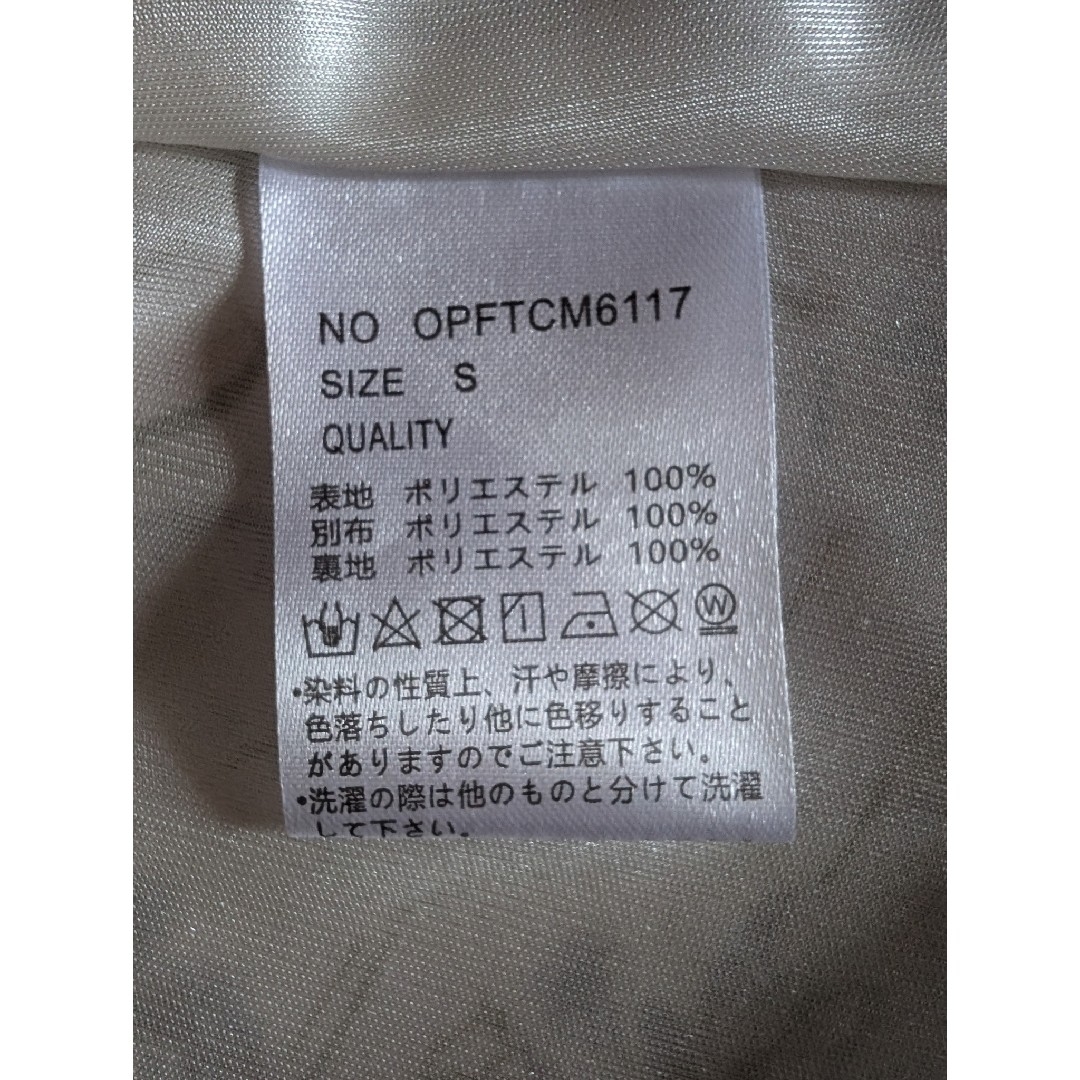 NO OPFTCM6117
SIZE S
QUALITY
表地 ポリエステル 100%
別布 ポリエステル 100%
裏地 ポリエステル 100%
W
•染料の性質上、汗や摩擦により、
色落ちしたり他に色移りすること
がありますのでご注意下さい。
•洗濯の際は他のものと分けて洗濯
して下さい。